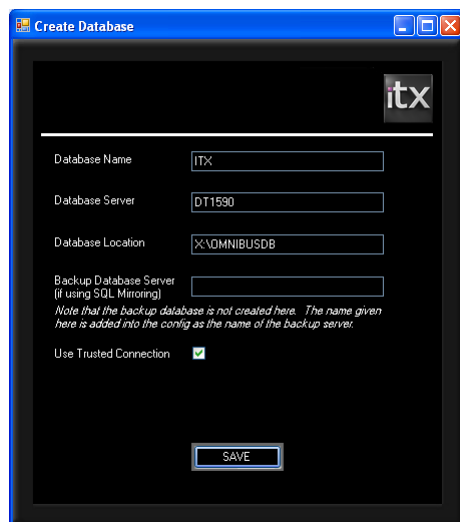 Create Database
itx
Database Name
ITX
Database Server
DT1590
Database Location
X:\OMNIBUSDB
Backup Database Server
(if using SQL Mirroring)
Note that the backup database is not created here. The name given
here is added into the config as the name of the backup server.
Use Trusted Connection
SAVE